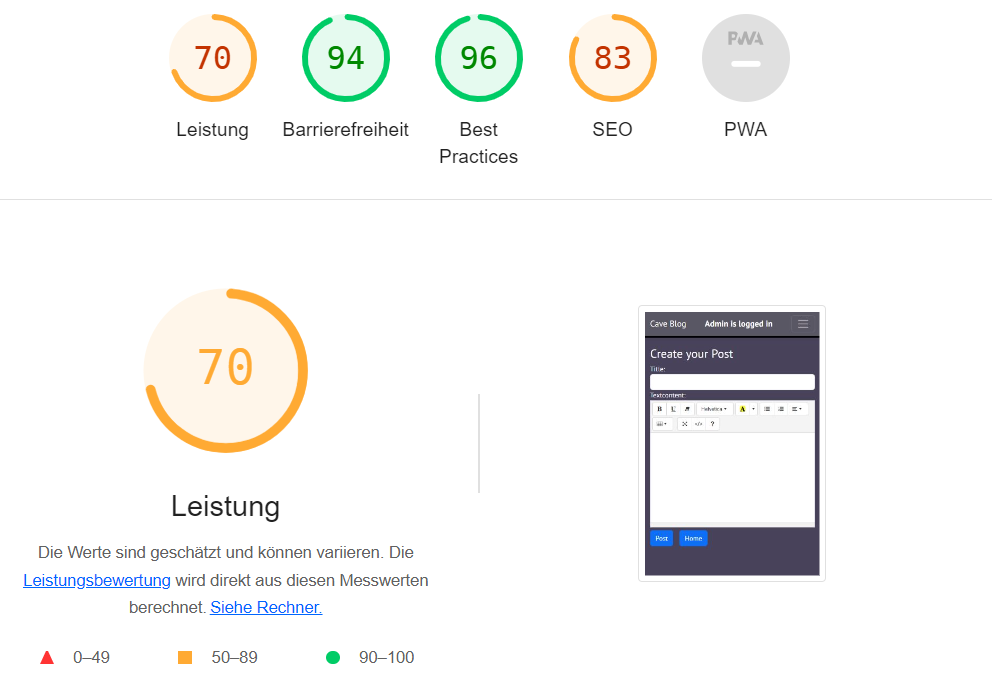 70
94
96
83
PWA
Leistung
Barrierefreiheit
Best
Practices
SEO
PWA
70
Leistung
Die Werte sind geschätzt und können variieren. Die
Leistungsbewertung wird direkt aus diesen Messwerten
berechnet. Siehe Rechner.
0–49
50–89
90–100
Cave Blog
Admin is logged in
Create your Post
Title:
Textcontent:
B
U
Helvetica
A
</>
?
Post
Home